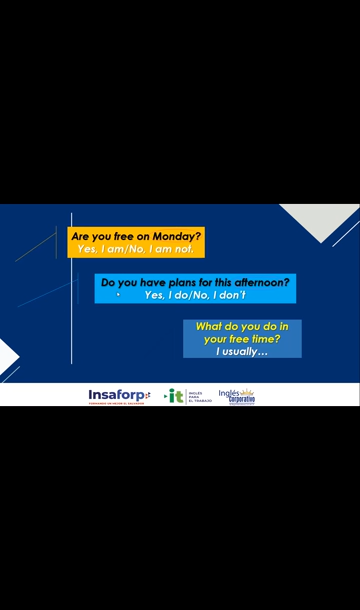 Are you free on Monday?
Yes, I am/No, I am not.
Do you have plans for this afternoon?
Yes, I do/No, I don't
What do you do in
your free time?
I usually...
Insaforp
it
INGLÉS
PARA
EL TRABAJO
Inglés
Corporativo